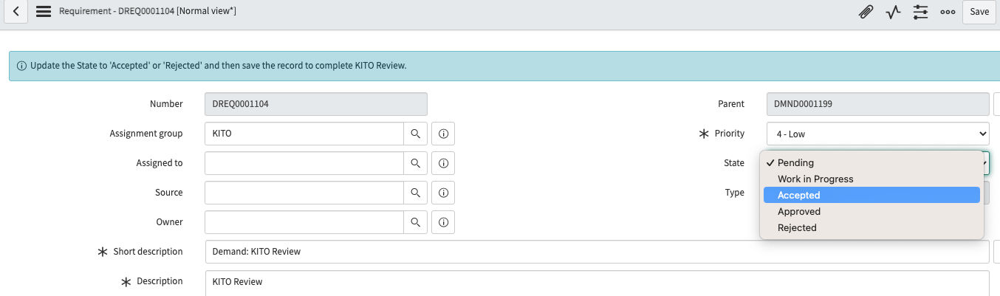 Requirement - DREQ0001104 [Normal view*]
Save
Update the State to 'Accepted' or 'Rejected' and then save the record to complete KITO Review.
Number DREQ0001104 Parent DMND0001199
Assignment group KITO Priority 4 - Low
Assigned to State Pending
Work in Progress
Source Type Accepted
Approved
Owner Rejected
Short description Demand: KITO Review
Description KITO Review